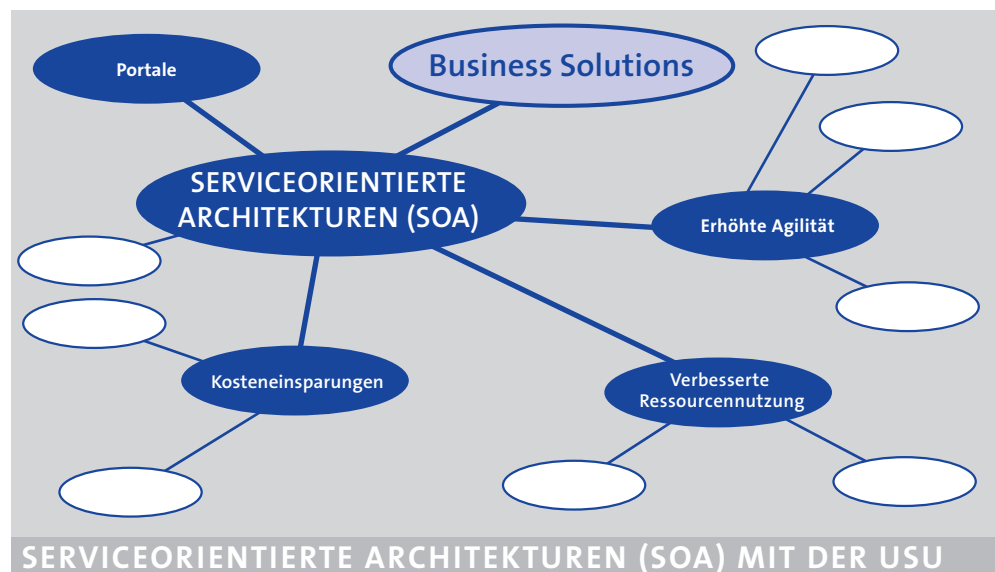 Portale
Business Solutions
SERVICEORIENTIERTE
ARCHITEKTUREN (SOA)
Erhöhte Agilität
Kosteneinsparungen
Verbesserte
Ressourcennutzung
SERVICEORIENTIERTE ARCHITEKTUREN (SOA) MIT DER USU